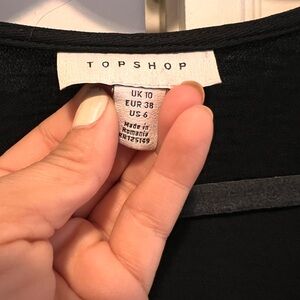 TOPSHOP
UK 10
EUR 38
US 6
Made in
Romania